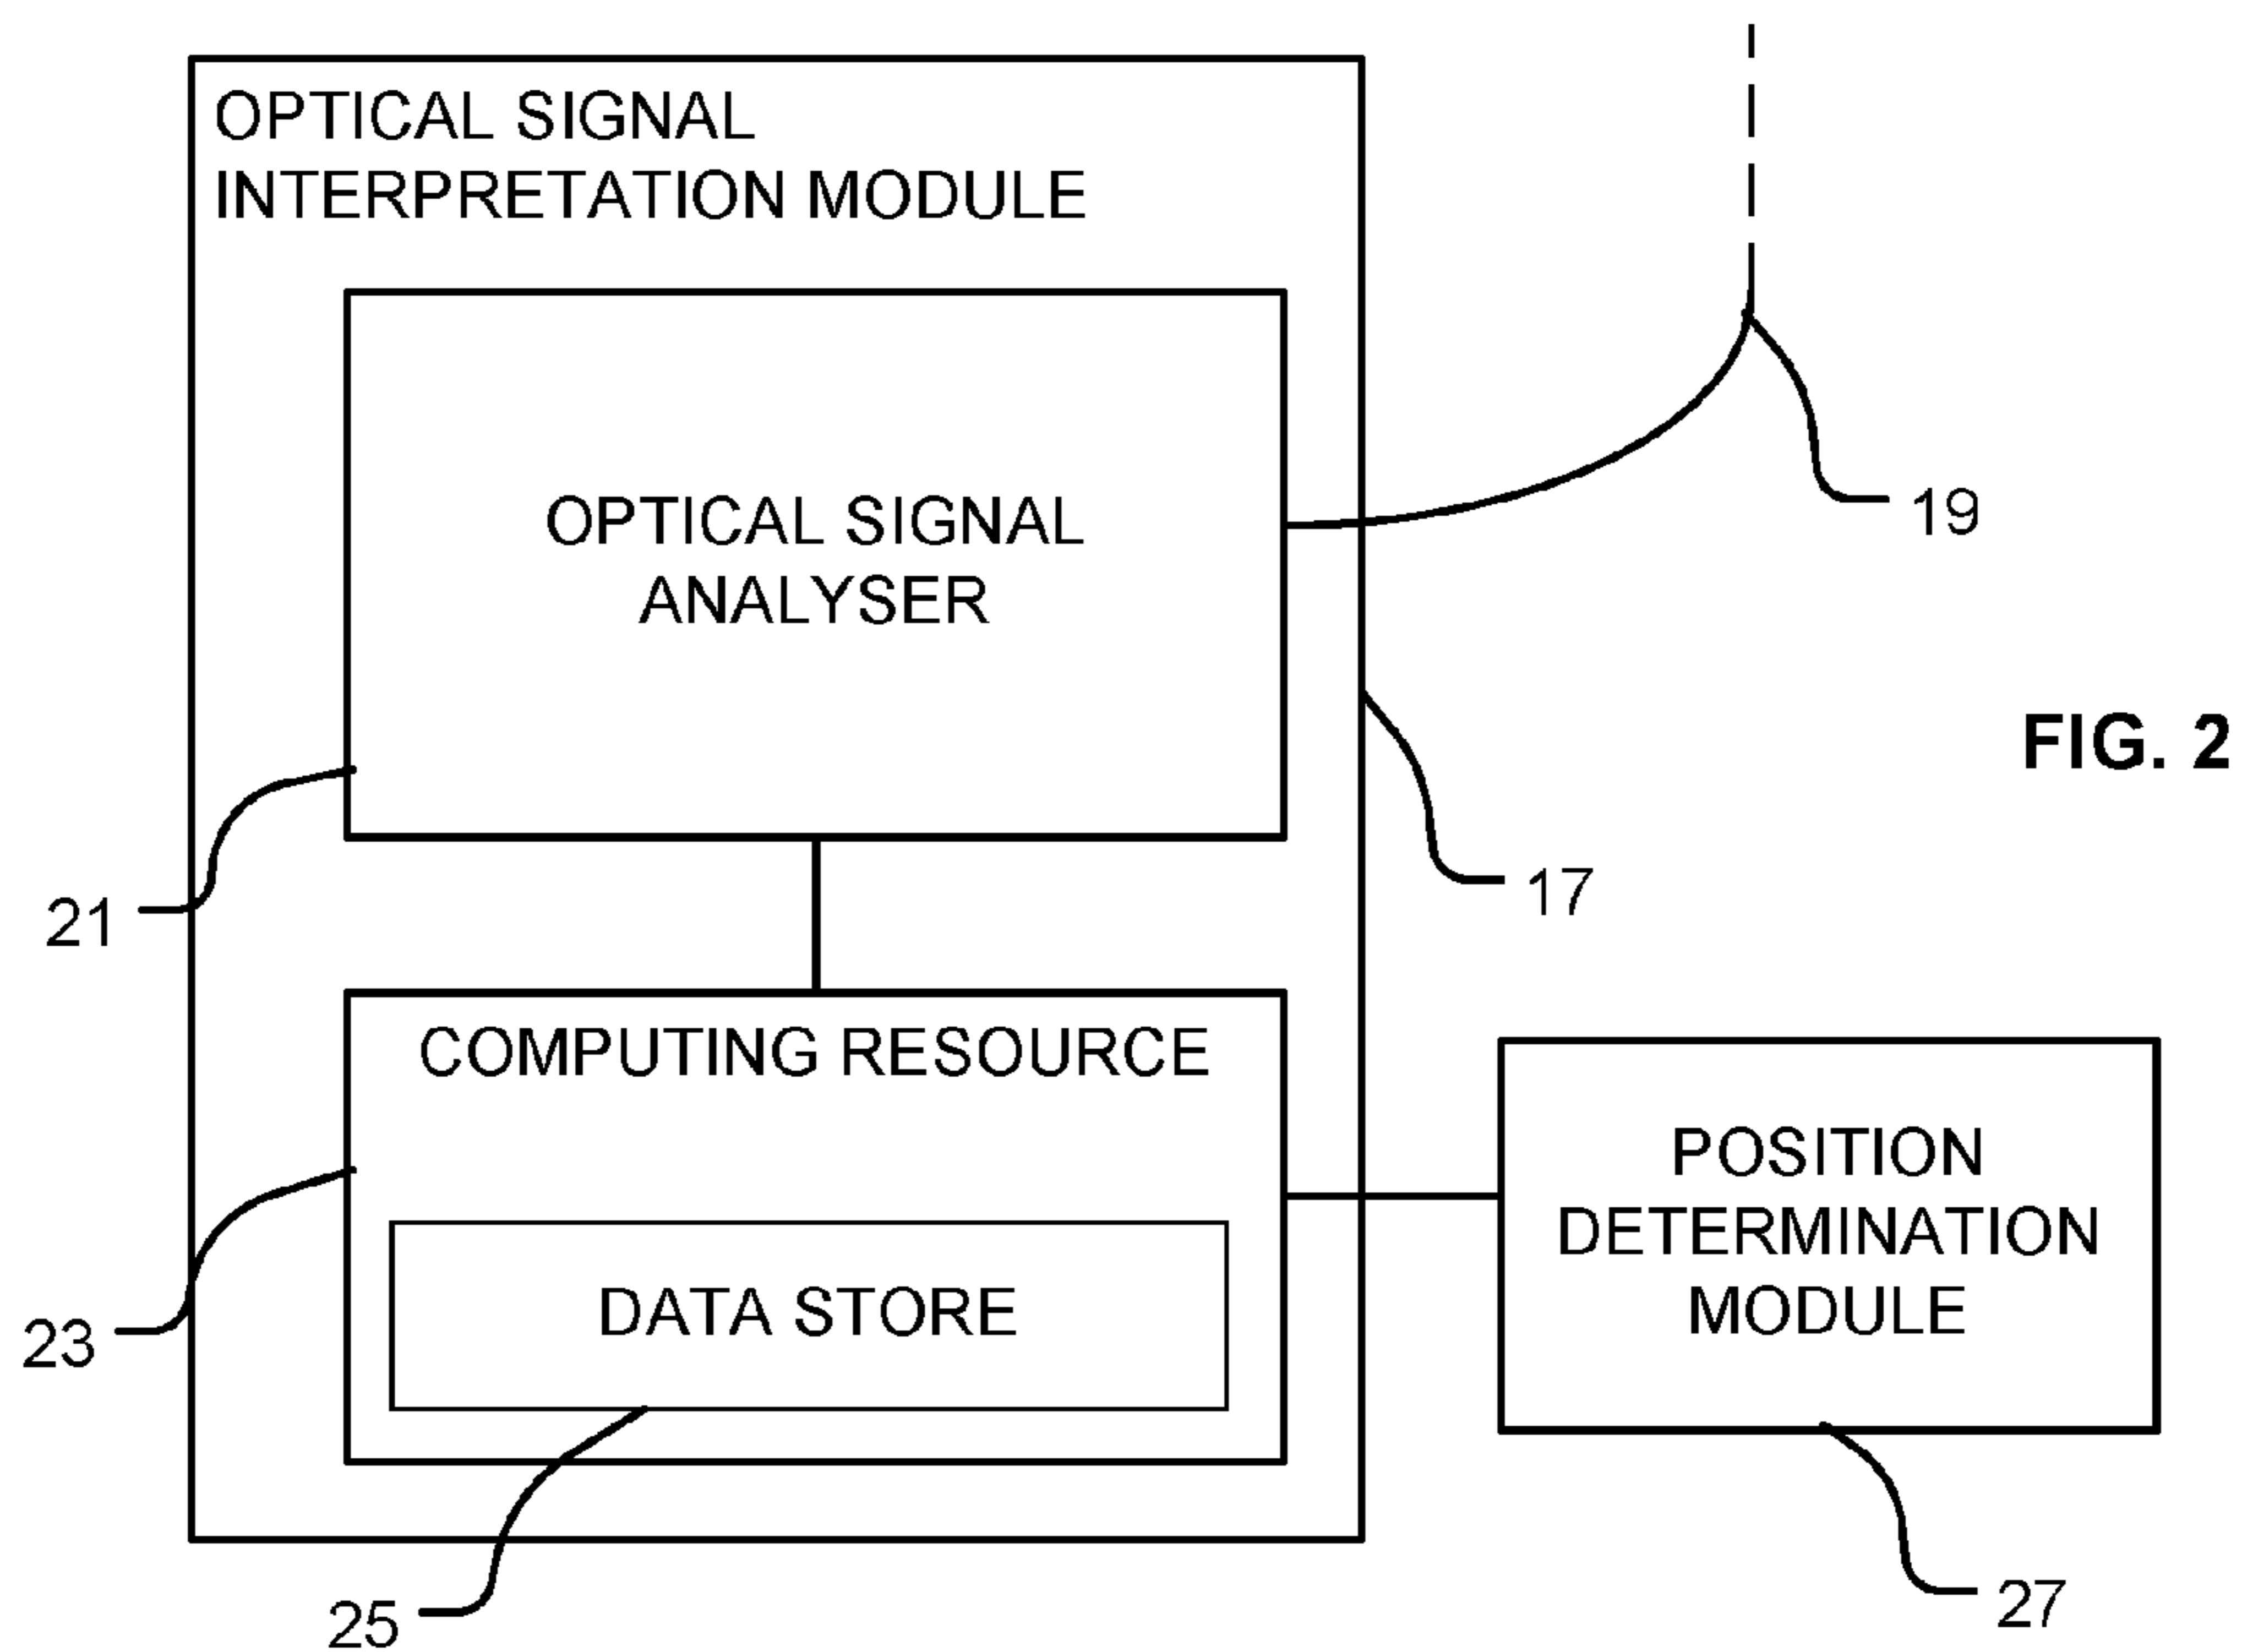 OPTICAL SIGNAL
INTERPRETATION MODULE
OPTICAL SIGNAL
ANALYSER
19
FIG. 2
17
21
COMPUTING RESOURCE
POSITION
DETERMINATION
MODULE
DATA STORE
23
25
27